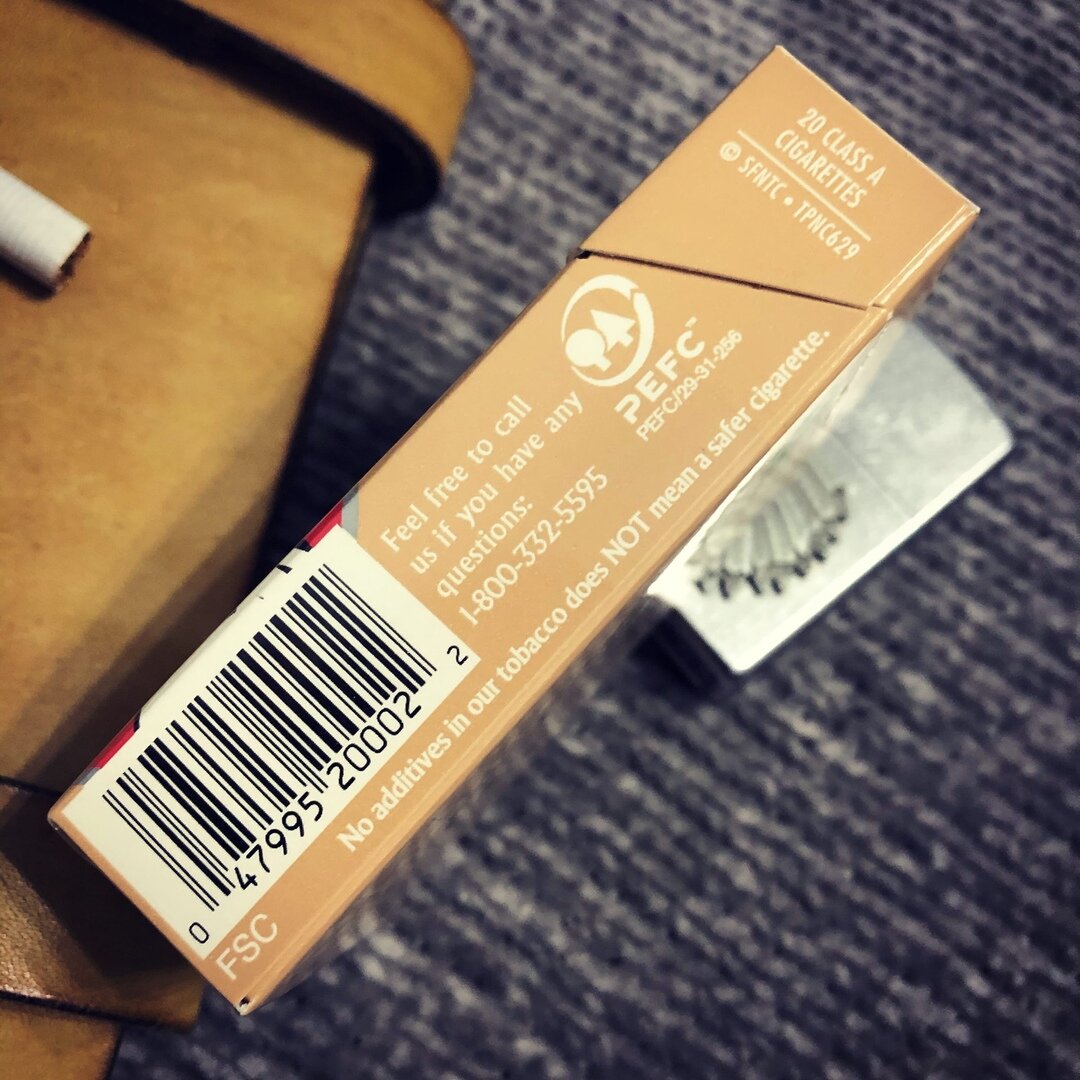 20 CLASS A
CIGARETTES
© SFNTC • TPNC629
PEFC™
PEFC/29-31-256
Feel free to call
us if you have any
questions:
1-800-332-5595
No additives in our tobacco does NOT mean a safer cigarette.
0 47995 20002 2
FSC